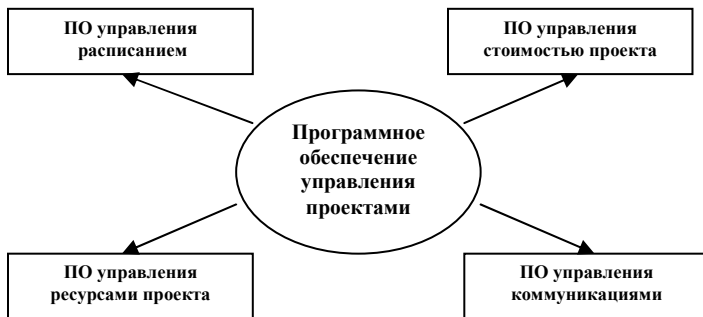 ПО управления
расписанием
ПО управления
стоимостью проекта
Программное
обеспечение
управления
проектами
ПО управления
ресурсами проекта
ПО управления
коммуникациями